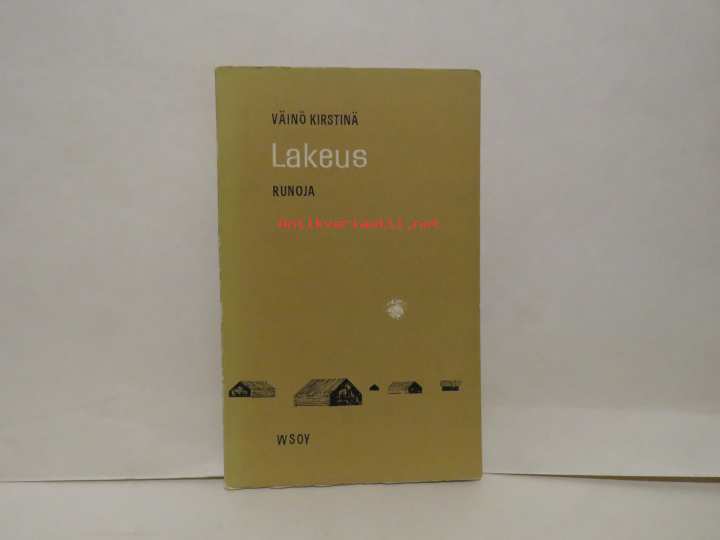 VÄINÖ KIRSTINÄ
Lakeus
RUNOJA
Antikvariaatti.net
WSOY